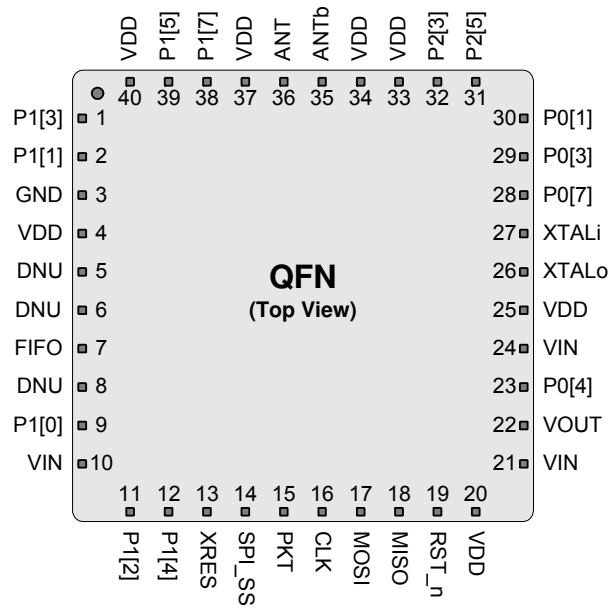 VDD P1[5] P1[7] VDD ANT ANTb VDD VDD P2[3] P2[5]
40 39 38 37 36 35 34 33 32 31
P1[3] 1 30 P0[1]
P1[1] 2 29 P0[3]
GND 3 28 P0[7]
VDD 4 27 XTALi
DNU 5 26 XTALo
QFN
(Top View)
DNU 6 25 VDD
FIFO 7 24 VIN
DNU 8 23 P0[4]
P1[0] 9 22 VOUT
VIN 10 21 VIN
11 12 13 14 15 16 17 18 19 20
P1[2] P1[4] XRES SPI_SS PKT CLK MOSI MISO RST_n VDD